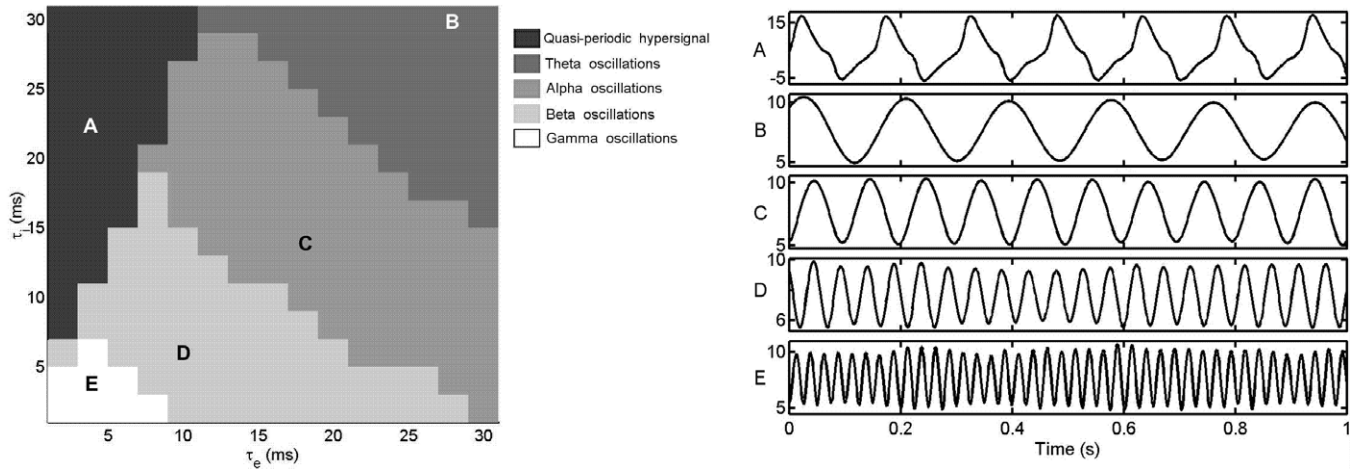 30
25
20
15
10
5
τi (ms)
A
B
C
D
E
5
10
15
20
25
30
τe (ms)
Quasi-periodic hypersignal
Theta oscillations
Alpha oscillations
Beta oscillations
Gamma oscillations
A
15
-5
B
10
5
C
10
5
D
10
6
E
10
5
0
0.2
0.4
0.6
0.8
1
Time (s)